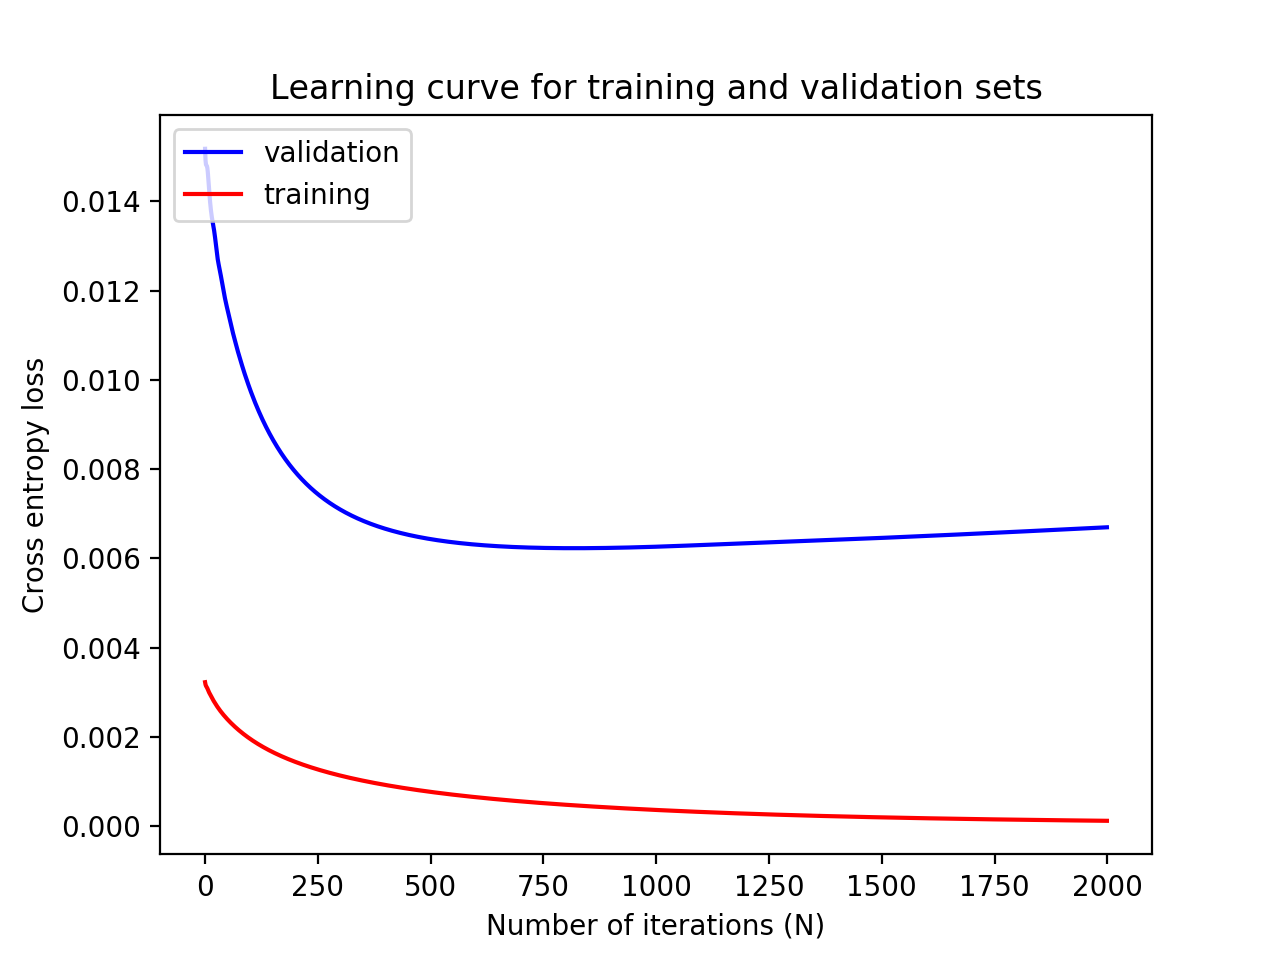 Learning curve for training and validation sets
validation
training
Cross entropy loss
0.014
0.012
0.010
0.008
0.006
0.004
0.002
0.000
0 250 500 750 1000 1250 1500 1750 2000
Number of iterations (N)